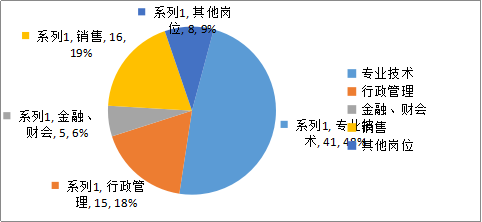 系列1, 其他岗
位, 8, 9%
系列1, 销售, 16,
19%
系列1, 金融、
财会, 5, 6%
系列1, 行政管
理, 15, 18%
系列1, 专业技
术, 41, 48%
专业技术
行政管理
金融、财会
销售
其他岗位